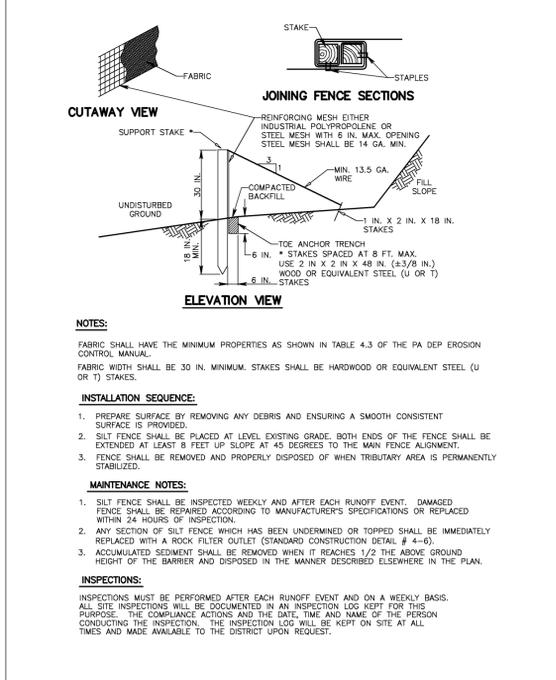 STAKE
STAPLES
JOINING FENCE SECTIONS
FABRIC
CUTAWAY VIEW
REINFORCING MESH EITHER
INDUSTRIAL POLYPROPOLENE OR
STEEL MESH WITH 6 IN. MAX. OPENING
STEEL MESH SHALL BE 14 GA. MIN.
SUPPORT STAKE *
3
1
MIN. 13.5 GA.
WIRE
30 IN.
COMPACTED
BACKFILL
FILL
SLOPE
UNDISTURBED
GROUND
1 IN. X 2 IN. X 18 IN.
STAKES
18 IN.
MIN.
TOE ANCHOR TRENCH
6 IN.
* STAKES SPACED AT 8 FT. MAX.
USE 2 IN X 2 IN X 48 IN. (±3/8 IN.)
WOOD OR EQUIVALENT STEEL (U OR T)
STAKES
6 IN.
ELEVATION VIEW
NOTES:
FABRIC SHALL HAVE THE MINIMUM PROPERTIES AS SHOWN IN TABLE 4.3 OF THE PA DEP EROSION
CONTROL MANUAL.
FABRIC WIDTH SHALL BE 30 IN. MINIMUM. STAKES SHALL BE HARDWOOD OR EQUIVALENT STEEL (U
OR T) STAKES.
INSTALLATION SEQUENCE:
1. PREPARE SURFACE BY REMOVING ANY DEBRIS AND ENSURING A SMOOTH CONSISTENT
SURFACE IS PROVIDED.
2. SILT FENCE SHALL BE PLACED AT LEVEL EXISTING GRADE. BOTH ENDS OF THE FENCE SHALL BE
EXTENDED AT LEAST 8 FEET UP SLOPE AT 45 DEGREES TO THE MAIN FENCE ALIGNMENT.
3. FENCE SHALL BE REMOVED AND PROPERLY DISPOSED OF WHEN TRIBUTARY AREA IS PERMANENTLY
STABILIZED.
MAINTENANCE NOTES:
1. SILT FENCE SHALL BE INSPECTED WEEKLY AND AFTER EACH RUNOFF EVENT. DAMAGED
FENCE SHALL BE REPAIRED ACCORDING TO MANUFACTURER'S SPECIFICATIONS OR REPLACED
WITHIN 24 HOURS OF INSPECTION.
2. ANY SECTION OF SILT FENCE WHICH HAS BEEN UNDERMINED OR TOPPED SHALL BE IMMEDIATELY
REPLACED WITH A ROCK FILTER OUTLET (STANDARD CONSTRUCTION DETAIL # 4-6).
3. ACCUMULATED SEDIMENT SHALL BE REMOVED WHEN IT REACHES 1/2 THE ABOVE GROUND
HEIGHT OF THE BARRIER AND DISPOSED IN THE MANNER DESCRIBED ELSEWHERE IN THE PLAN.
INSPECTIONS:
INSPECTIONS MUST BE PERFORMED AFTER EACH RUNOFF EVENT AND ON A WEEKLY BASIS.
ALL SITE INSPECTIONS WILL BE DOCUMENTED IN AN INSPECTION LOG KEPT FOR THIS
PURPOSE. THE COMPLIANCE ACTIONS AND THE DATE, TIME AND NAME OF THE PERSON
CONDUCTING THE INSPECTION. THE INSPECTION LOG WILL BE KEPT ON SITE AT ALL
TIMES AND MADE AVAILABLE TO THE DISTRICT UPON REQUEST.